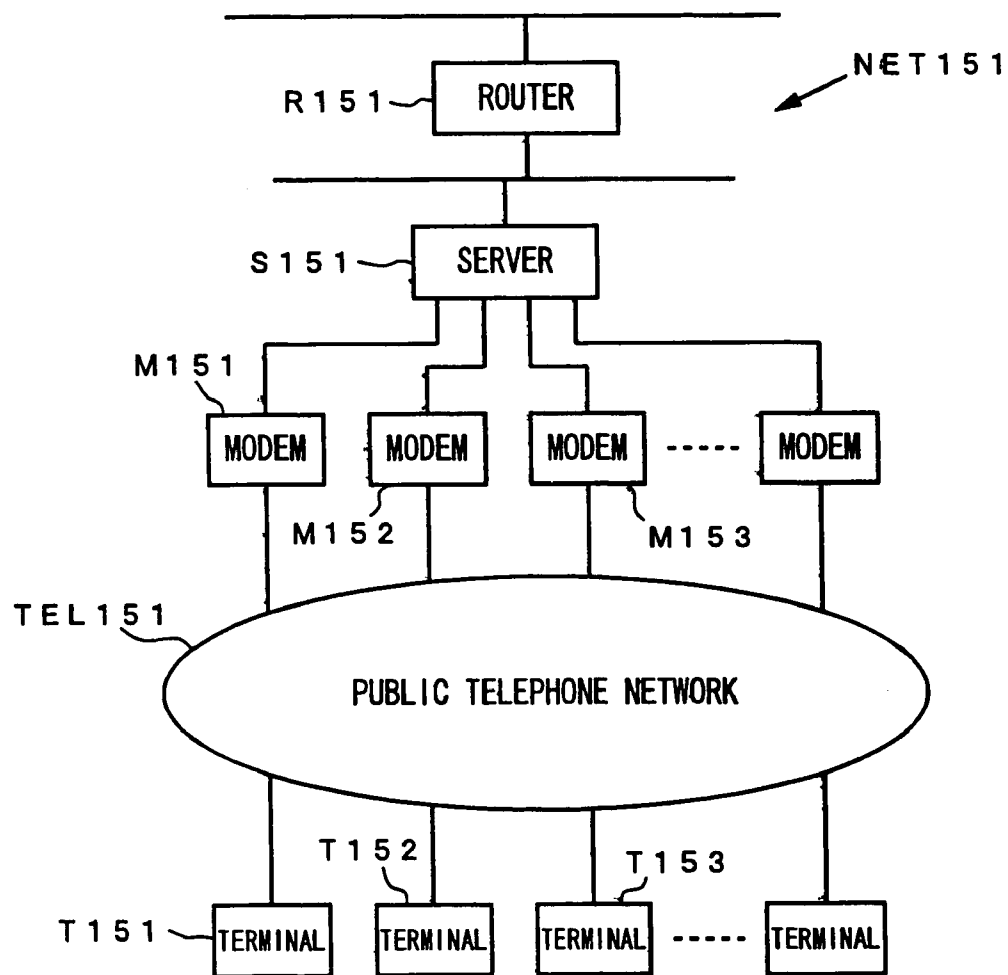 NET151
R151
ROUTER
S151
SERVER
M151
MODEM
MODEM
MODEM
MODEM
M152
M153
TEL151
PUBLIC TELEPHONE NETWORK
T152
T153
T151
TERMINAL
TERMINAL
TERMINAL
TERMINAL